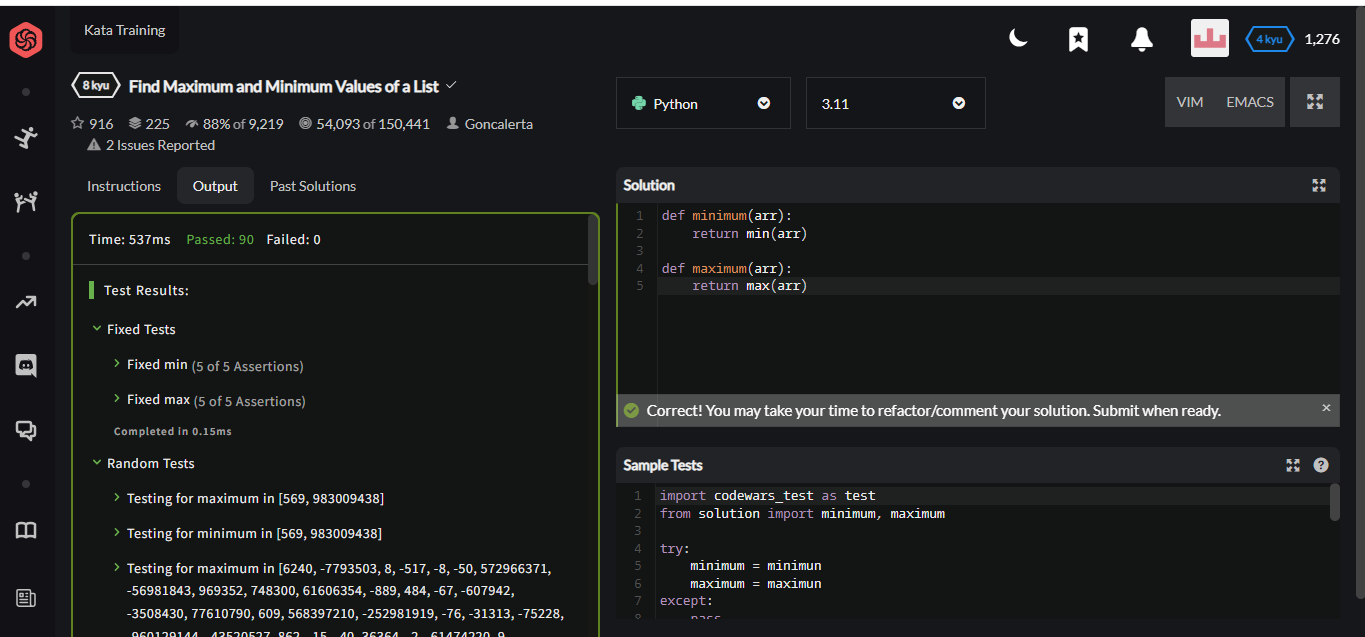 Kata Training
4 kyu 1,276
8 kyu Find Maximum and Minimum Values of a List
916 225 88% of 9,219 54,093 of 150,441 Goncalerta
2 Issues Reported
Instructions Output Past Solutions
Time: 537ms Passed: 90 Failed: 0
Test Results:
Fixed Tests
Fixed min (5 of 5 Assertions)
Fixed max (5 of 5 Assertions)
Completed in 0.15ms
Random Tests
Testing for maximum in [569, 983009438]
Testing for minimum in [569, 983009438]
Testing for maximum in [6240, -7793503, 8, -517, -8, -50, 572966371,
-56981843, 969352, 748300, 61606354, -889, 484, -67, -607942,
-3508430, 77610790, 609, 568397210, -252981919, -76, -31313, -75228,
Python 3.11 VIM EMACS
Solution
1 def minimum(arr):
2 return min(arr)
3
4 def maximum(arr):
5 return max(arr)
Correct! You may take your time to refactor/comment your solution. Submit when ready. ×
Sample Tests
?
1 import codewars_test as test
2 from solution import minimum, maximum
3
4 try:
5 minimum = minimun
6 maximum = maximun
7 except:
8 pass